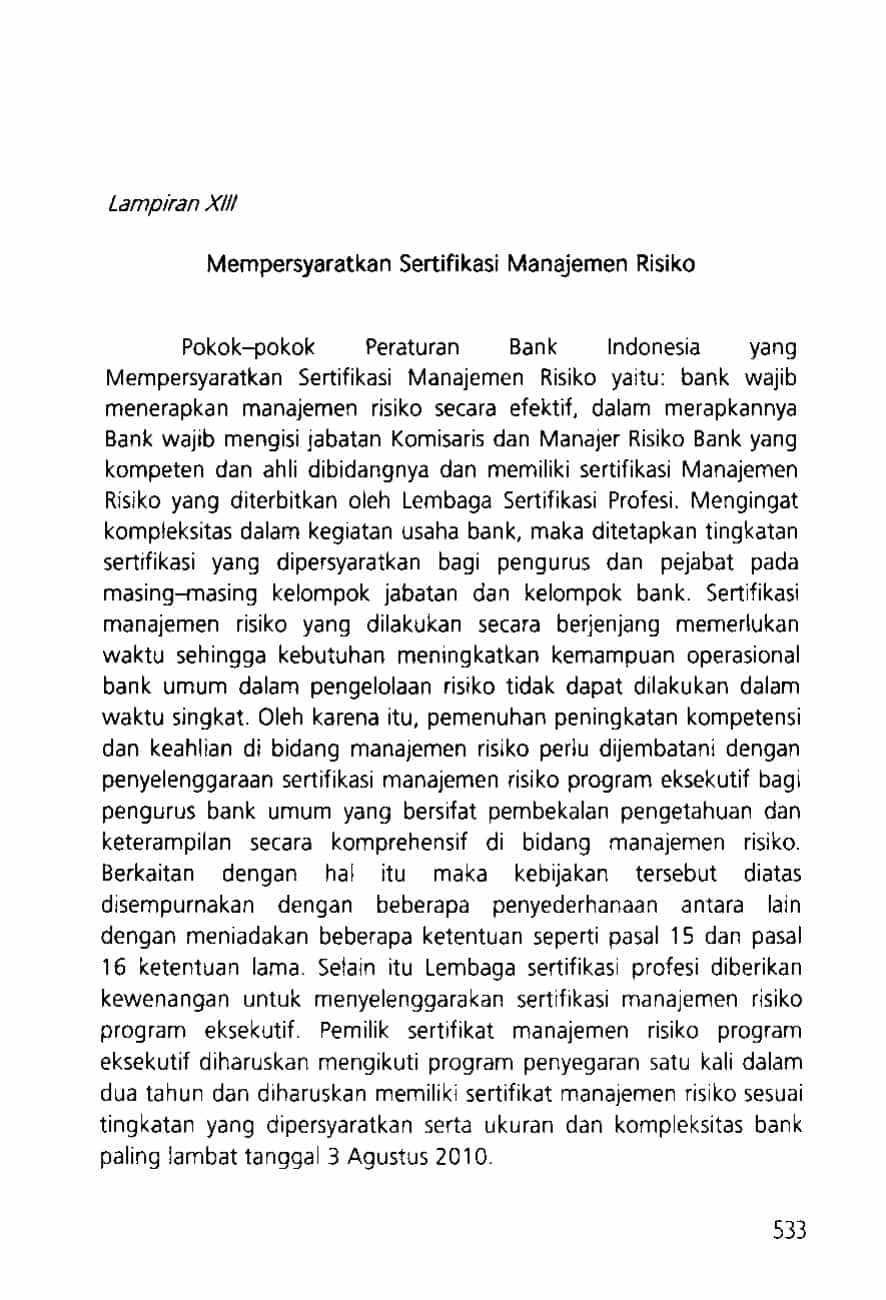 Lampiran XIII
Mempersyaratkan Sertifikasi Manajemen Risiko
Pokok–pokok Peraturan Bank Indonesia yang
Mempersyaratkan Sertifikasi Manajemen Risiko yaitu: bank wajib
menerapkan manajemen risiko secara efektif, dalam merapkannya
Bank wajib mengisi jabatan Komisaris dan Manajer Risiko Bank yang
kompeten dan ahli dibidangnya dan memiliki sertifikasi Manajemen
Risiko yang diterbitkan oleh Lembaga Sertifikasi Profesi. Mengingat
kompleksitas dalam kegiatan usaha bank, maka ditetapkan tingkatan
sertifikasi yang dipersyaratkan bagi pengurus dan pejabat pada
masing–masing kelompok jabatan dan kelompok bank. Sertifikasi
manajemen risiko yang dilakukan secara berjenjang memerlukan
waktu sehingga kebutuhan meningkatkan kemampuan operasional
bank umum dalam pengelolaan risiko tidak dapat dilakukan dalam
waktu singkat. Oleh karena itu, pemenuhan peningkatan kompetensi
dan keahlian di bidang manajemen risiko perlu dijembatani dengan
penyelenggaraan sertifikasi manajemen risiko program eksekutif bagi
pengurus bank umum yang bersifat pembekalan pengetahuan dan
keterampilan secara komprehensif di bidang manajemen risiko.
Berkaitan dengan hal itu maka kebijakan tersebut diatas
disempurnakan dengan beberapa penyederhanaan antara lain
dengan meniadakan beberapa ketentuan seperti pasal 15 dan pasal
16 ketentuan lama. Selain itu Lembaga sertifikasi profesi diberikan
kewenangan untuk menyelenggarakan sertifikasi manajemen risiko
program eksekutif. Pemilik sertifikat manajemen risiko program
eksekutif diharuskan mengikuti program penyegaran satu kali dalam
dua tahun dan diharuskan memiliki sertifikat manajemen risiko sesuai
tingkatan yang dipersyaratkan serta ukuran dan kompleksitas bank
paling lambat tanggal 3 Agustus 2010.
533